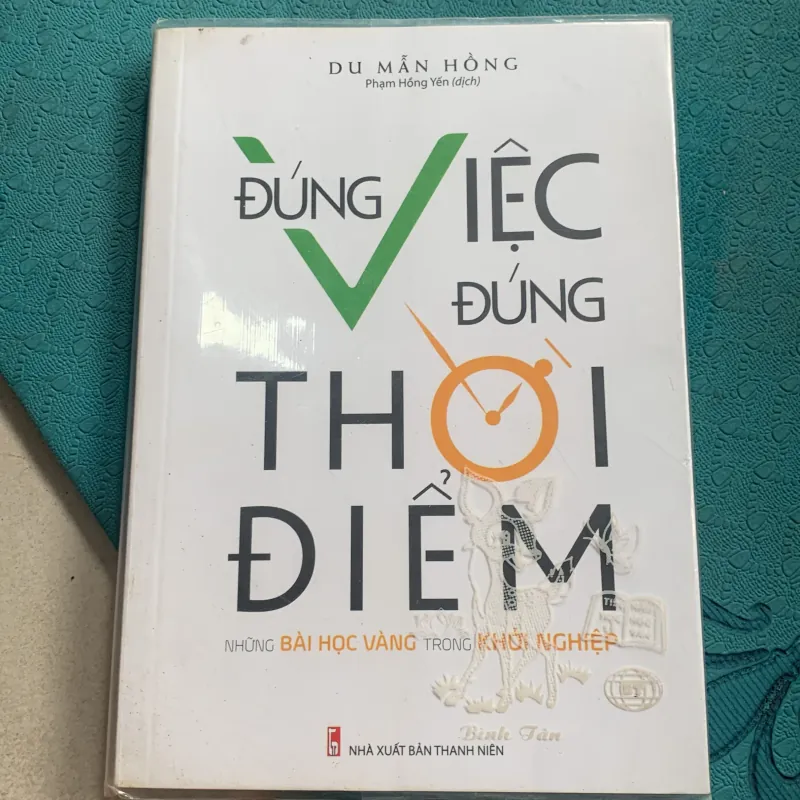 DU MẪN HỒNG
Phạm Hồng Yến (dịch)
ĐÚNG VIỆC
ĐÚNG
THỜI
ĐIỂM
NHỮNG BÀI HỌC VÀNG TRONG KHỞI NGHIỆP
Bình Tân
NHÀ XUẤT BẢN THANH NIÊN